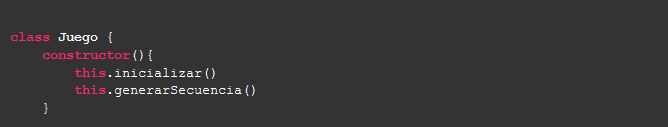 class Juego {
constructor(){
this.inicializar()
this.generarSecuencia()
}